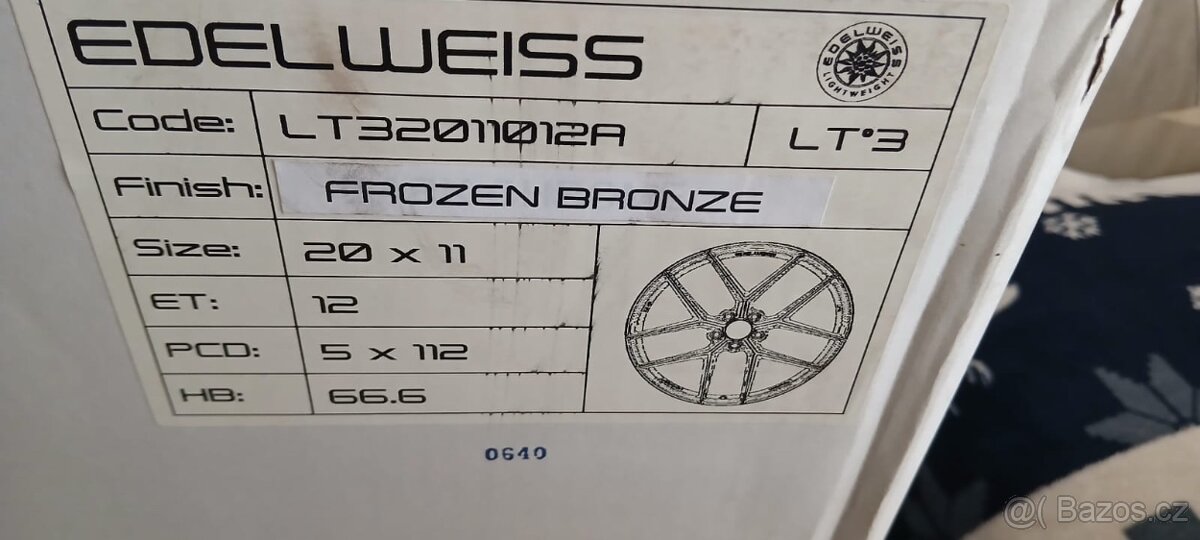 EDELWEISS
EDELWEISS
LIGHTWEIGHT
Code: LT32011012A LT°3
Finish: FROZEN BRONZE
Size: 20 x 11
ET: 12
PCD: 5 x 112
HB: 66.6
0640
@( Bazos.cz